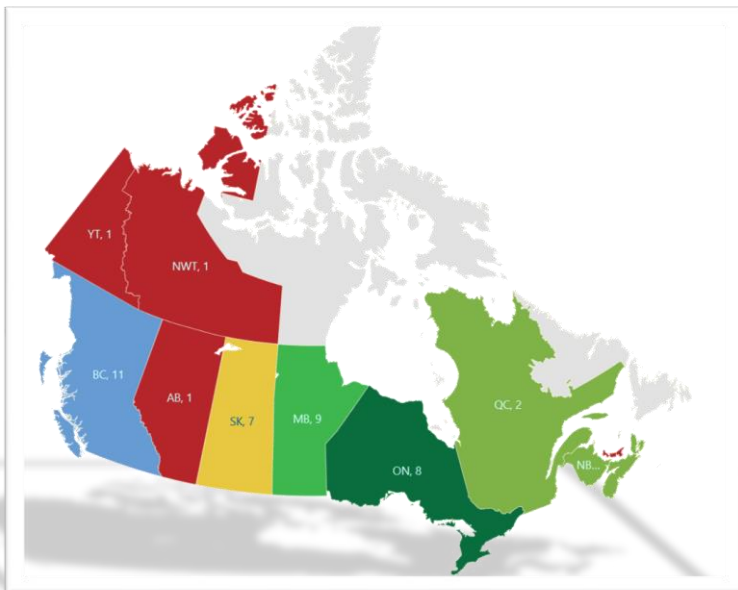 YT, 1
NWT, 1
BC, 11
AB, 1
SK, 7
MB, 9
ON, 8
QC, 2
NB...